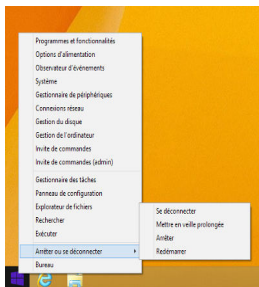 Programmes et fonctionnalités
Options d'alimentation
Observateur d'événements
Système
Gestionnaire de périphériques
Connexions réseau
Gestion du disque
Gestion de l'ordinateur
Invite de commandes
Invite de commandes (admin)
Gestionnaire des tâches
Panneau de configuration
Explorateur de fichiers
Rechercher
Exécuter
Arrêter ou se déconnecter
Bureau
Se déconnecter
Mettre en veille prolongée
Arrêter
Redémarrer